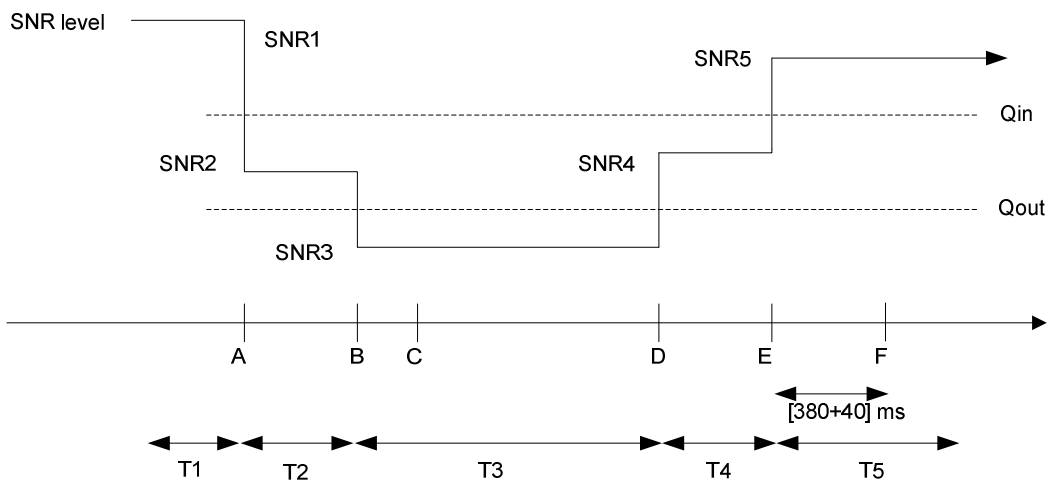 SNR level
SNR1
SNR5
Qin
SNR2
SNR4
Qout
SNR3
A B C D E F
[380+40] ms
T1 T2 T3 T4 T5